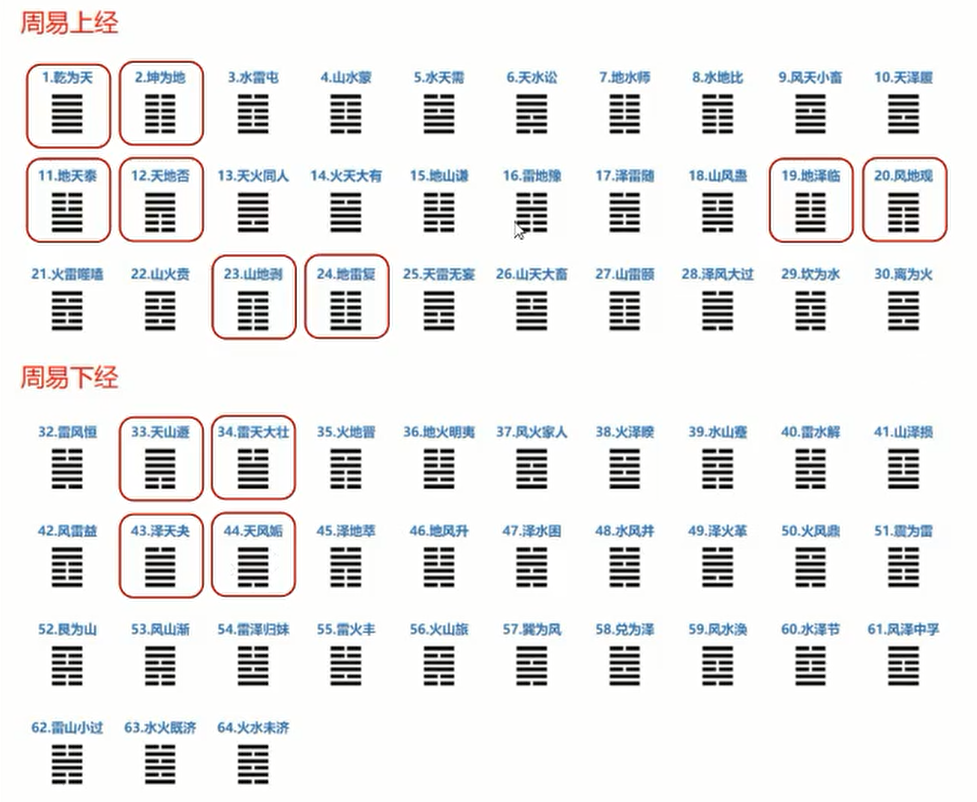 周易上经
1.乾为天 2.坤为地 3.水雷屯 4.山水蒙 5.水天需 6.天水讼 7.地水师 8.水地比 9.风天小畜 10.天泽履
11.地天泰 12.天地否 13.天火同人 14.火天大有 15.地山谦 16.雷地豫 17.泽雷随 18.山风蛊 19.地泽临 20.风地观
21.火雷噬嗑 22.山火贲 23.山地剥 24.地雷复 25.天雷无妄 26.山天大畜 27.山雷颐 28.泽风大过 29.坎为水 30.离为火
周易下经
32.雷风恒 33.天山遁 34.雷天大壮 35.火地晋 36.地火明夷 37.风火家人 38.火泽睽 39.水山蹇 40.雷水解 41.山泽损
42.风雷益 43.泽天夬 44.天风姤 45.泽地萃 46.地风升 47.泽水困 48.水风井 49.泽火革 50.火风鼎 51.震为雷
52.艮为山 53.风山渐 54.雷泽归妹 55.雷火丰 56.火山旅 57.巽为风 58.兑为泽 59.风水涣 60.水泽节 61.风泽中孚
62.雷山小过 63.水火既济 64.火水未济